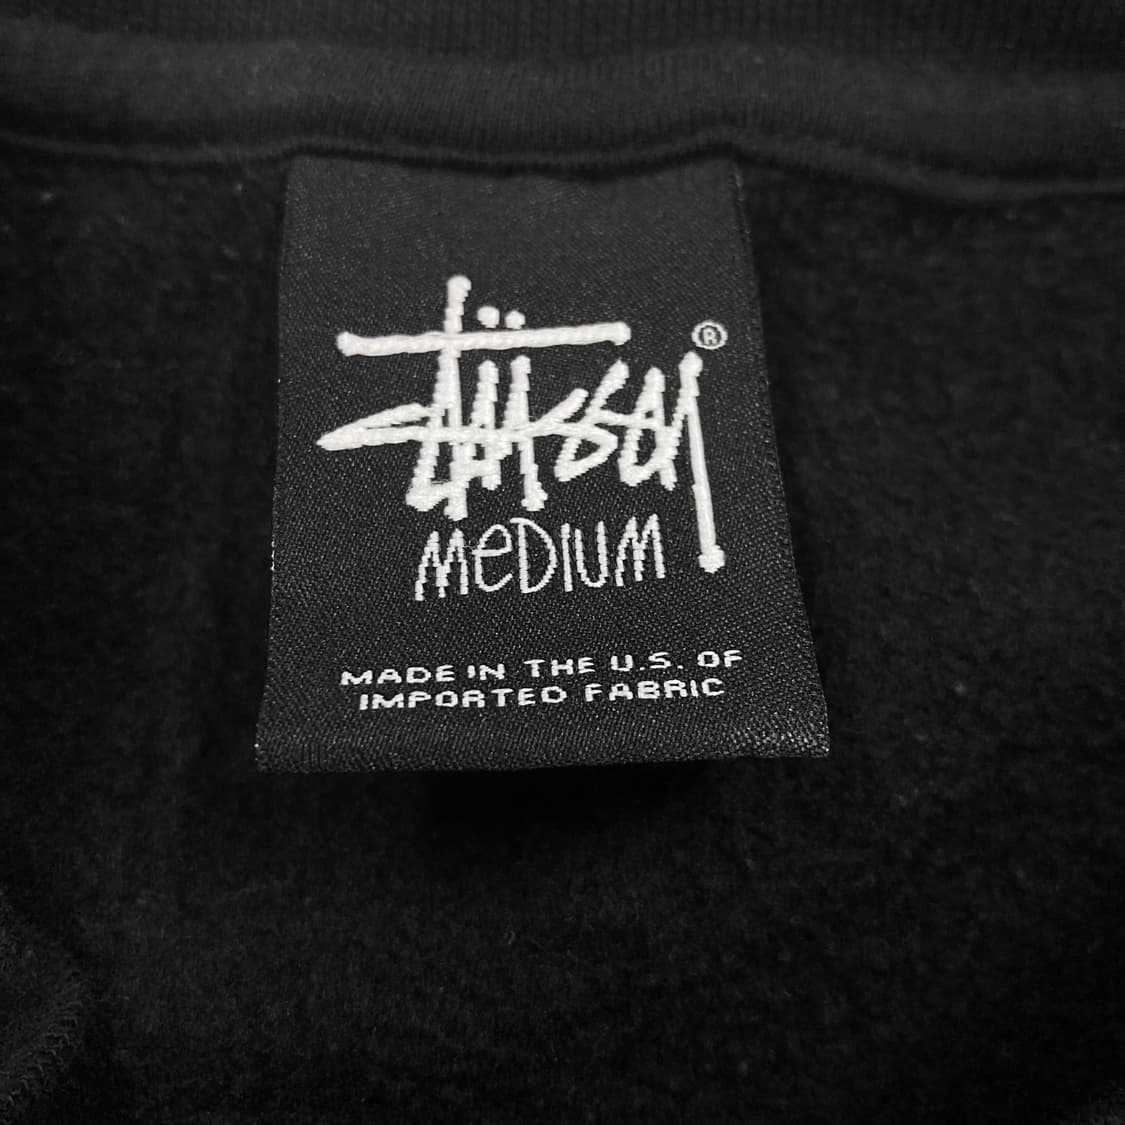 Stüssy ®
MeDIUM
MADE IN THE U.S. OF
IMPORTED FABRIC